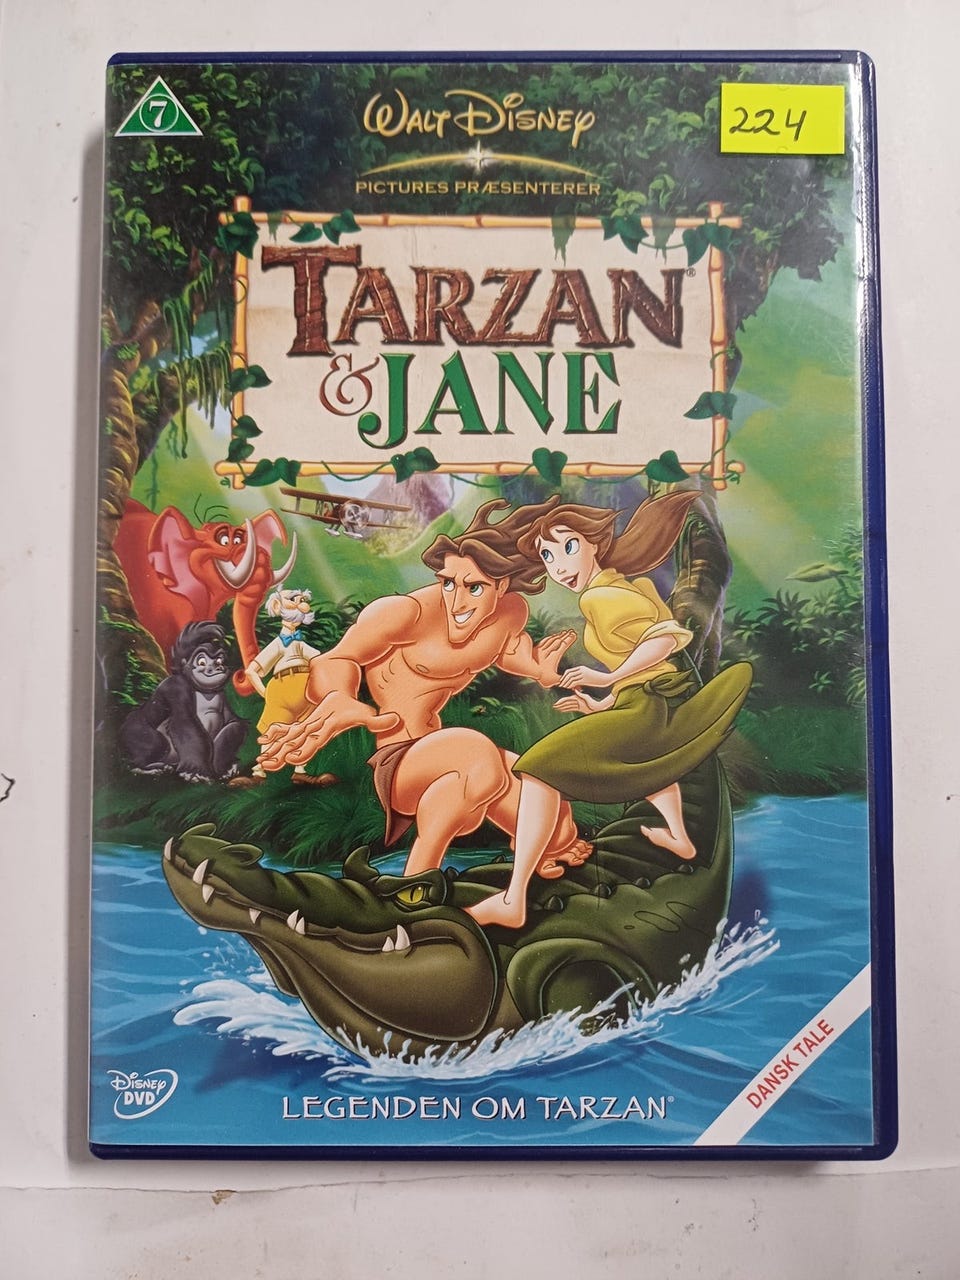 7
WALT DISNEY
224
PICTURES PRÆSENTERER
TARZAN®
& JANE
DISNEY
DVD
LEGENDEN OM TARZAN®
DANSK TALE